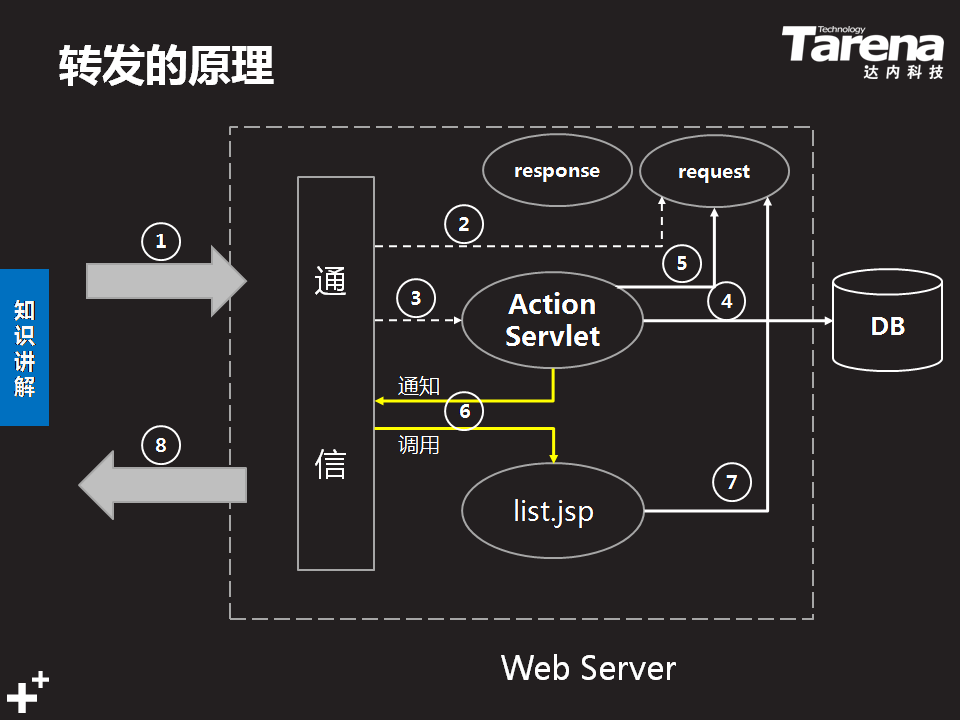 转发的原理
Technology
Tarena
达内科技
response
request
1
2
5
通
3
Action
Servlet
4
DB
知
识
讲
解
通知
6
调用
8
信
7
list.jsp
Web Server